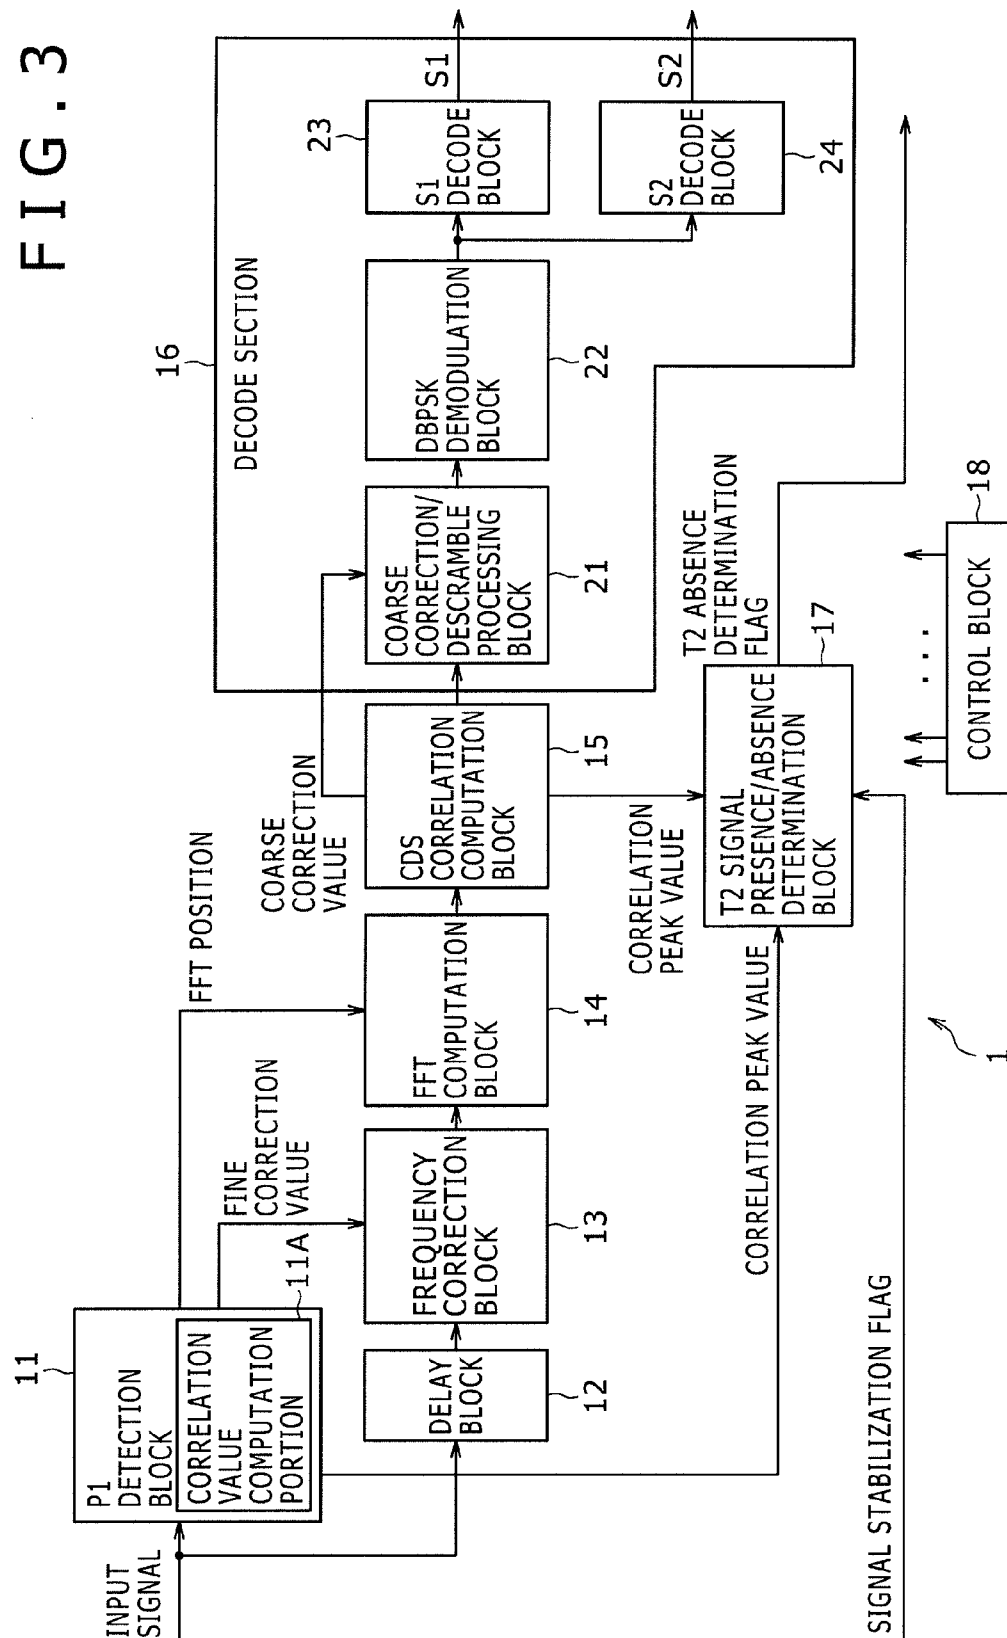 FIG. 3
INPUT
SIGNAL
11
P1
DETECTION
BLOCK
CORRELATION
VALUE
COMPUTATION
PORTION
11A
FFT POSITION
FINE
CORRECTION
VALUE
DELAY
BLOCK
12
FREQUENCY
CORRECTION
BLOCK
13
FFT
COMPUTATION
BLOCK
14
COARSE
CORRECTION
VALUE
CDS
CORRELATION
COMPUTATION
BLOCK
15
16
DECODE SECTION
COARSE
CORRECTION/
DESCRAMBLE
PROCESSING
BLOCK
21
DBPSK
DEMODULATION
BLOCK
22
23
S1
DECODE
BLOCK
S1
S2
DECODE
BLOCK
24
S2
CORRELATION
PEAK VALUE
CORRELATION PEAK VALUE
T2 SIGNAL
PRESENCE/ABSENCE
DETERMINATION
BLOCK
17
T2 ABSENCE
DETERMINATION
FLAG
SIGNAL STABILIZATION FLAG
1
...
CONTROL BLOCK
18